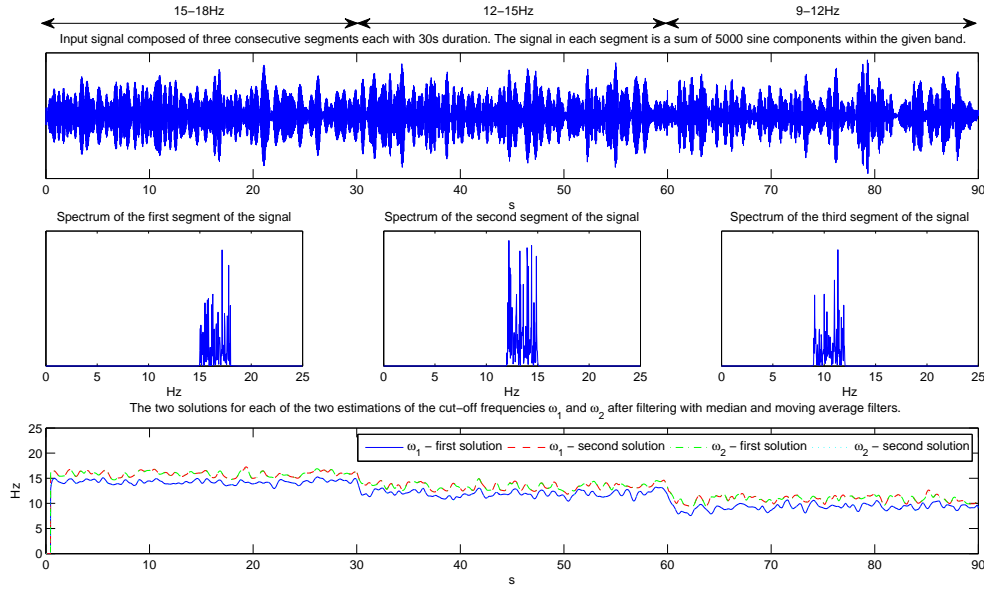 15−18Hz 12−15Hz 9−12Hz
Input signal composed of three consecutive segments each with 30s duration. The signal in each segment is a sum of 5000 sine components within the given band.
0 10 20 30 40 50 60 70 80 90
s
Spectrum of the first segment of the signal
0 5 10 15 20 25
Hz
Spectrum of the second segment of the signal
0 5 10 15 20 25
Hz
Spectrum of the third segment of the signal
0 5 10 15 20 25
Hz
The two solutions for each of the two estimations of the cut−off frequencies ω1 and ω2 after filtering with median and moving average filters.
25
20
15
10
5
0
Hz
ω1 − first solution ω1 − second solution ω2 − first solution ω2 − second solution
0 10 20 30 40 50 60 70 80 90
s